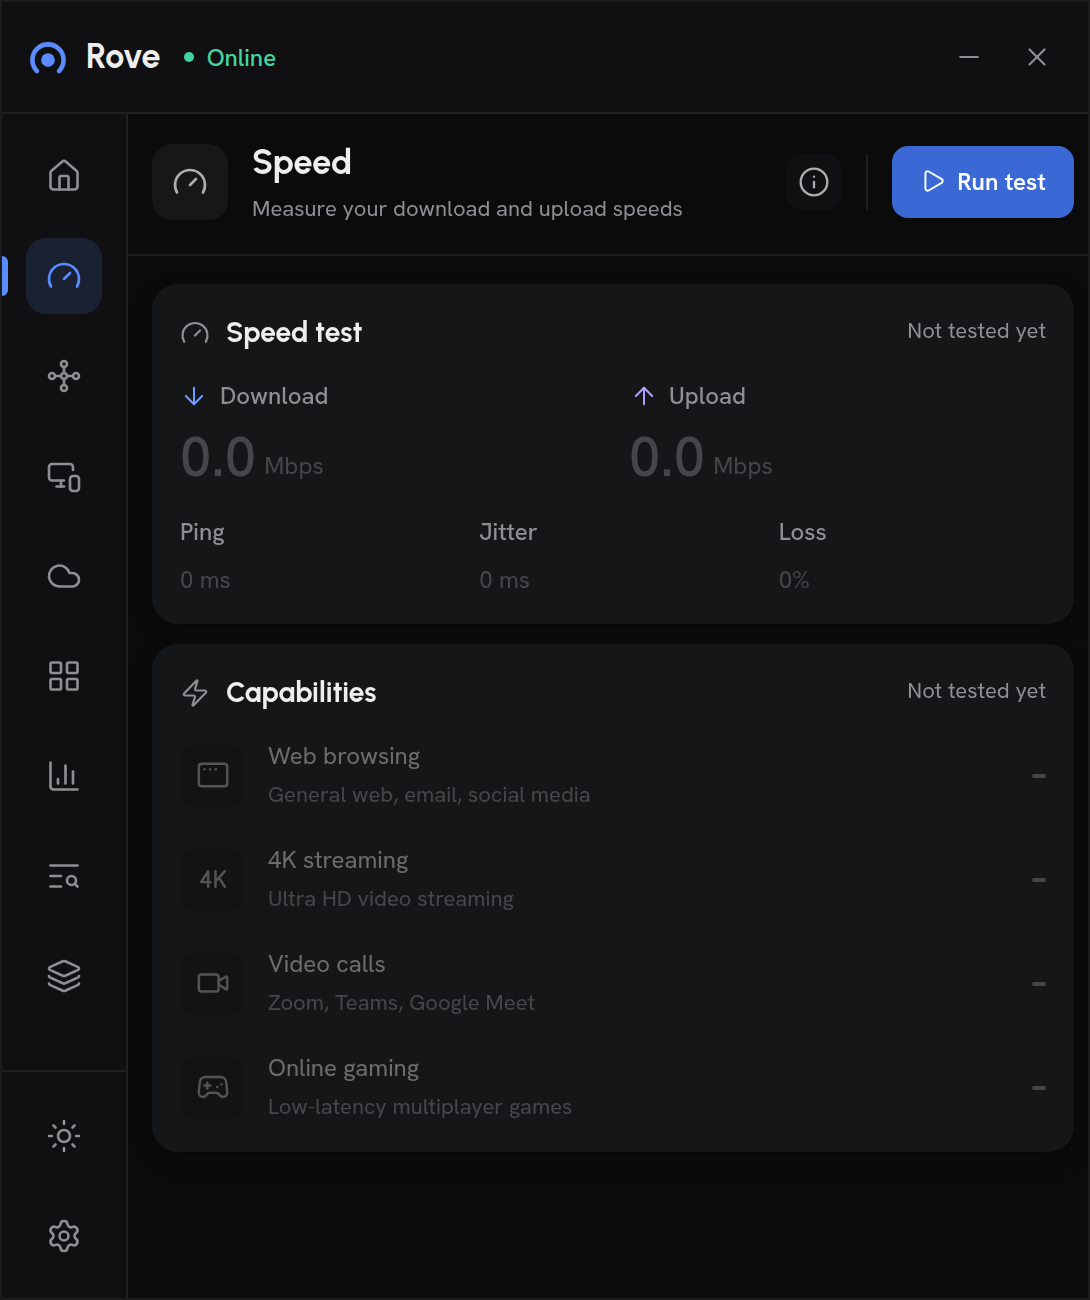 Rove
Online
Speed
Measure your download and upload speeds
Run test
Speed test
Not tested yet
Download
Upload
0.0 Mbps
0.0 Mbps
Ping
Jitter
Loss
0 ms
0 ms
0%
Capabilities
Not tested yet
Web browsing
General web, email, social media
4K
4K streaming
Ultra HD video streaming
Video calls
Zoom, Teams, Google Meet
Online gaming
Low-latency multiplayer games